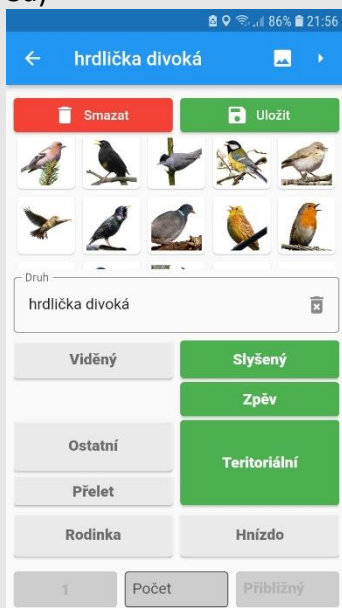 86% 21:56
hrdlička divoká
Smazat Uložit
Druh
hrdlička divoká
Viděný Slyšený
Zpěv
Ostatní Teritoriální
Přelet
Rodinka Hnízdo
1 Počet Přibližný